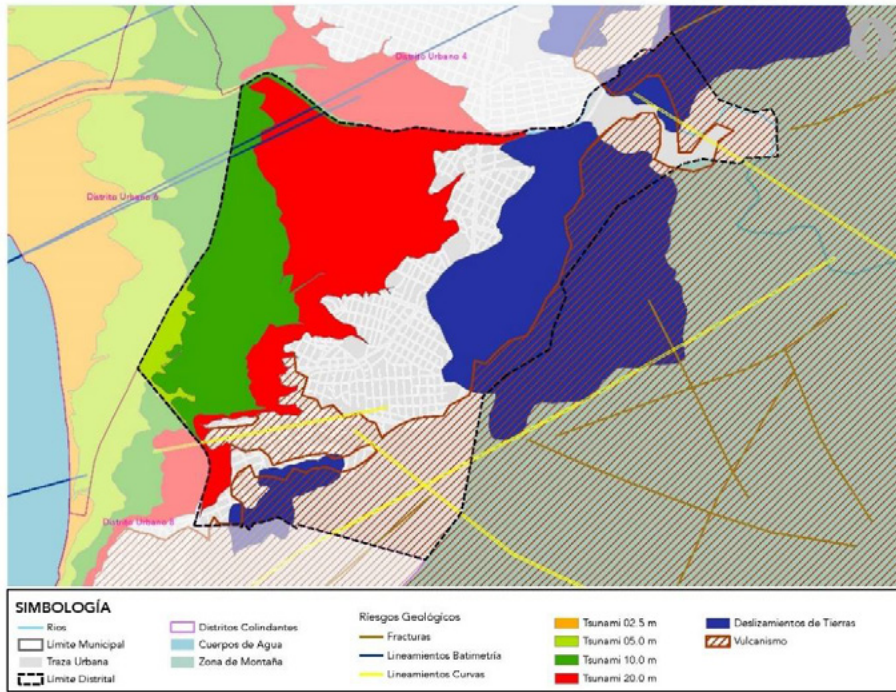 Distrito Urbano 4
Distrito Urbano 6
Distrito Urbano 8
SIMBOLOGÍA
Ríos
Límite Municipal
Traza Urbana
Límite Distrital
Distritos Colindantes
Cuerpos de Agua
Zona de Montaña
Riesgos Geológicos
Fracturas
Lineamientos Batimetría
Lineamientos Curvas
Tsunami 02.5 m
Tsunami 05.0 m
Tsunami 10.0 m
Tsunami 20.0 m
Deslizamientos de Tierras
Vulcanismo